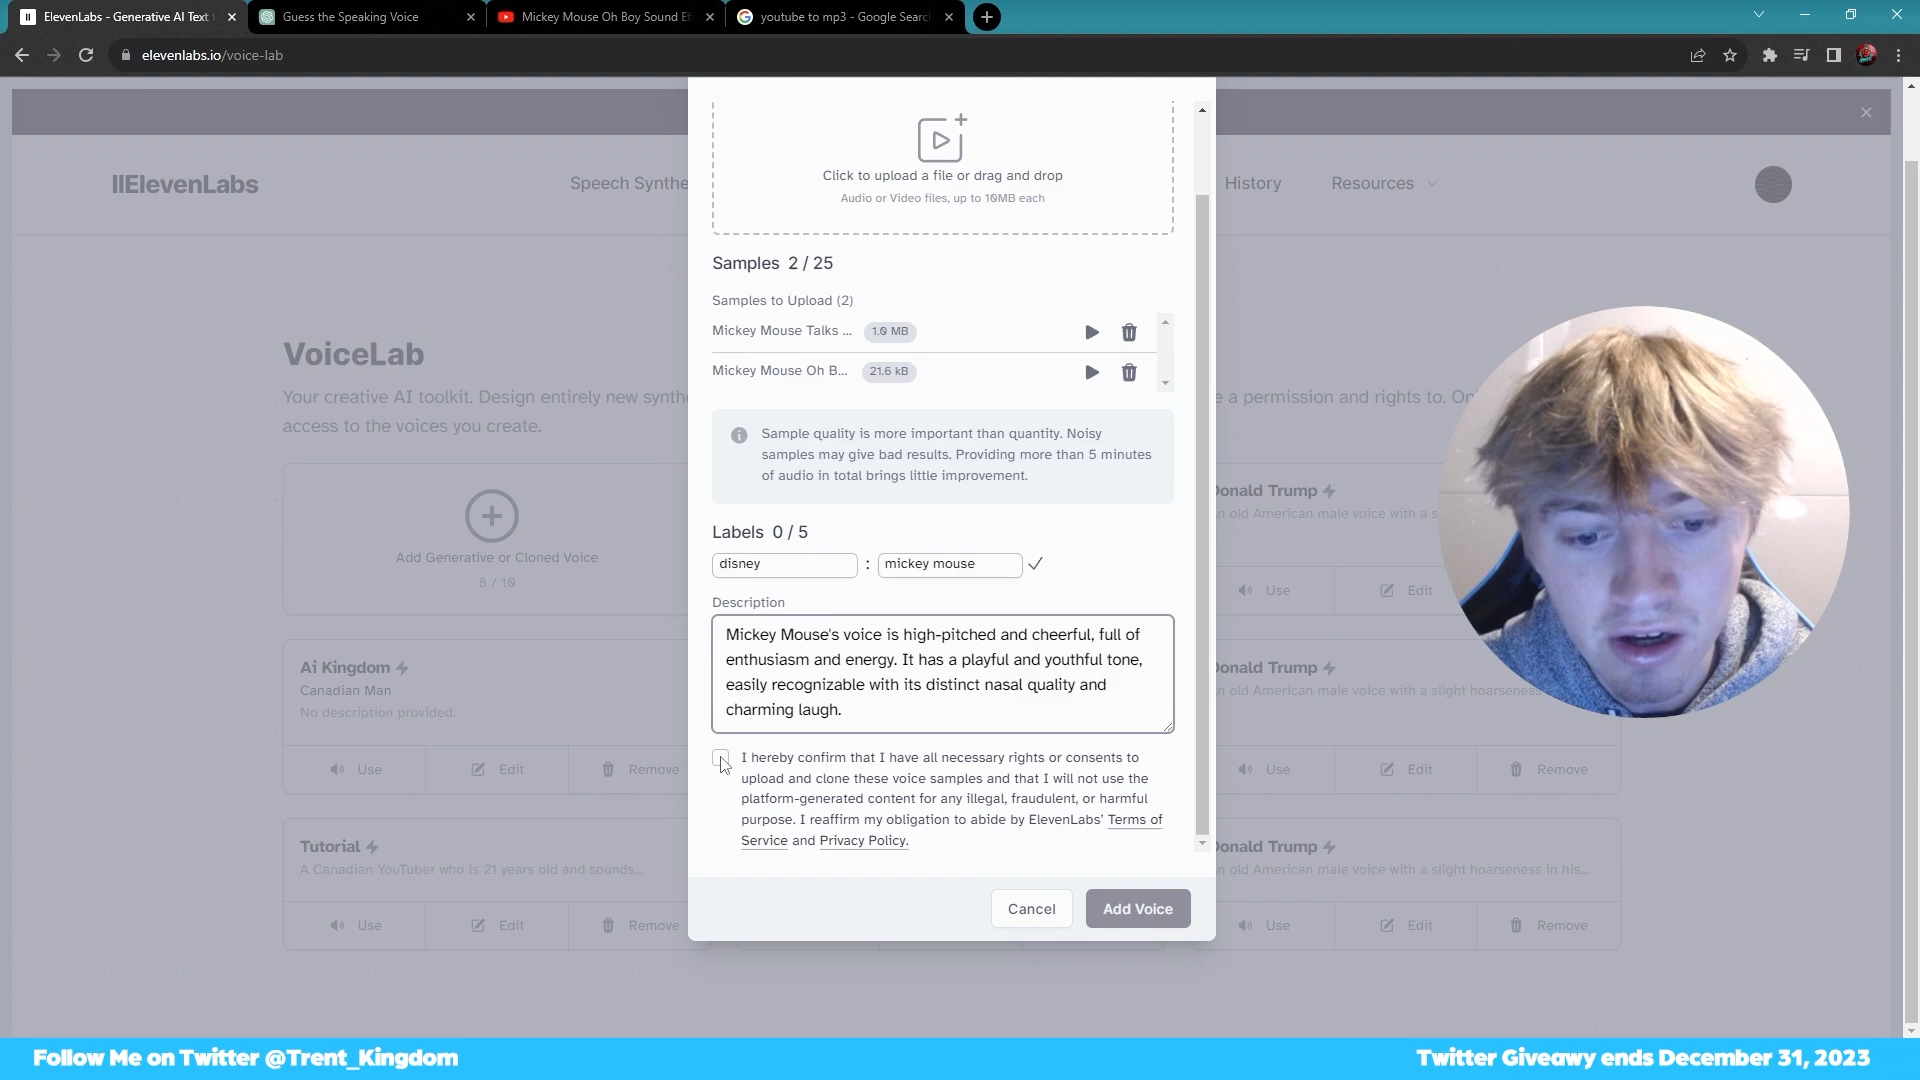 ElevenLabs - Generative AI Text t
Guess the Speaking Voice
Mickey Mouse Oh Boy Sound Ef
youtube to mp3 - Google Searc
elevenlabs.io/voice-lab
IIElevenLabs
Speech Synthe
History
Resources
Click to upload a file or drag and drop
Audio or Video files, up to 10MB each
Samples 2 / 25
Samples to Upload (2)
Mickey Mouse Talks ... 1.0 MB
Mickey Mouse Oh B... 21.6 kB
Sample quality is more important than quantity. Noisy
samples may give bad results. Providing more than 5 minutes
of audio in total brings little improvement.
Labels 0 / 5
disney : mickey mouse
Description
Mickey Mouse's voice is high-pitched and cheerful, full of
enthusiasm and energy. It has a playful and youthful tone,
easily recognizable with its distinct nasal quality and
charming laugh.
I hereby confirm that I have all necessary rights or consents to
upload and clone these voice samples and that I will not use the
platform-generated content for any illegal, fraudulent, or harmful
purpose. I reaffirm my obligation to abide by ElevenLabs' Terms of
Service and Privacy Policy.
Cancel
Add Voice
VoiceLab
Your creative AI toolkit. Design entirely new synthe
e a permission and rights to. On
access to the voices you create.
Add Generative or Cloned Voice
8 / 10
Donald Trump
An old American male voice with a s
Use
Edit
Ai Kingdom
Canadian Man
No description provided.
Use
Edit
Remove
Donald Trump
An old American male voice with a slight hoarseness
Use
Edit
Remove
Tutorial
A Canadian YouTuber who is 21 years old and sounds...
Use
Edit
Remove
Donald Trump
An old American male voice with a slight hoarseness in his...
Use
Edit
Remove
Follow Me on Twitter @Trent_Kingdom
Twitter Giveawy ends December 31, 2023